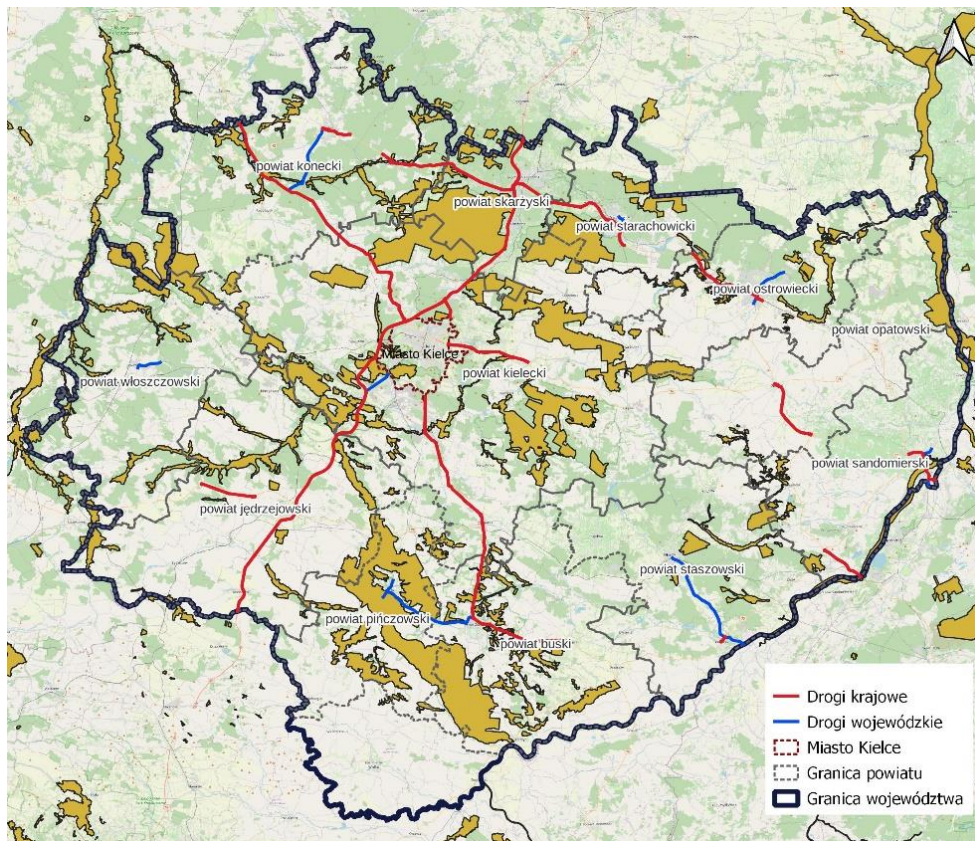 powiat konecki
powiat skarżyski
powiat starachowicki
powiat ostrowiecki
powiat opatowski
Miasto Kielce
powiat kielecki
powiat włoszczowski
powiat sandomierski
powiat jędrzejowski
powiat staszowski
powiat pińczowski
powiat buski
Drogi krajowe
Drogi wojewódzkie
Miasto Kielce
Granica powiatu
Granica województwa